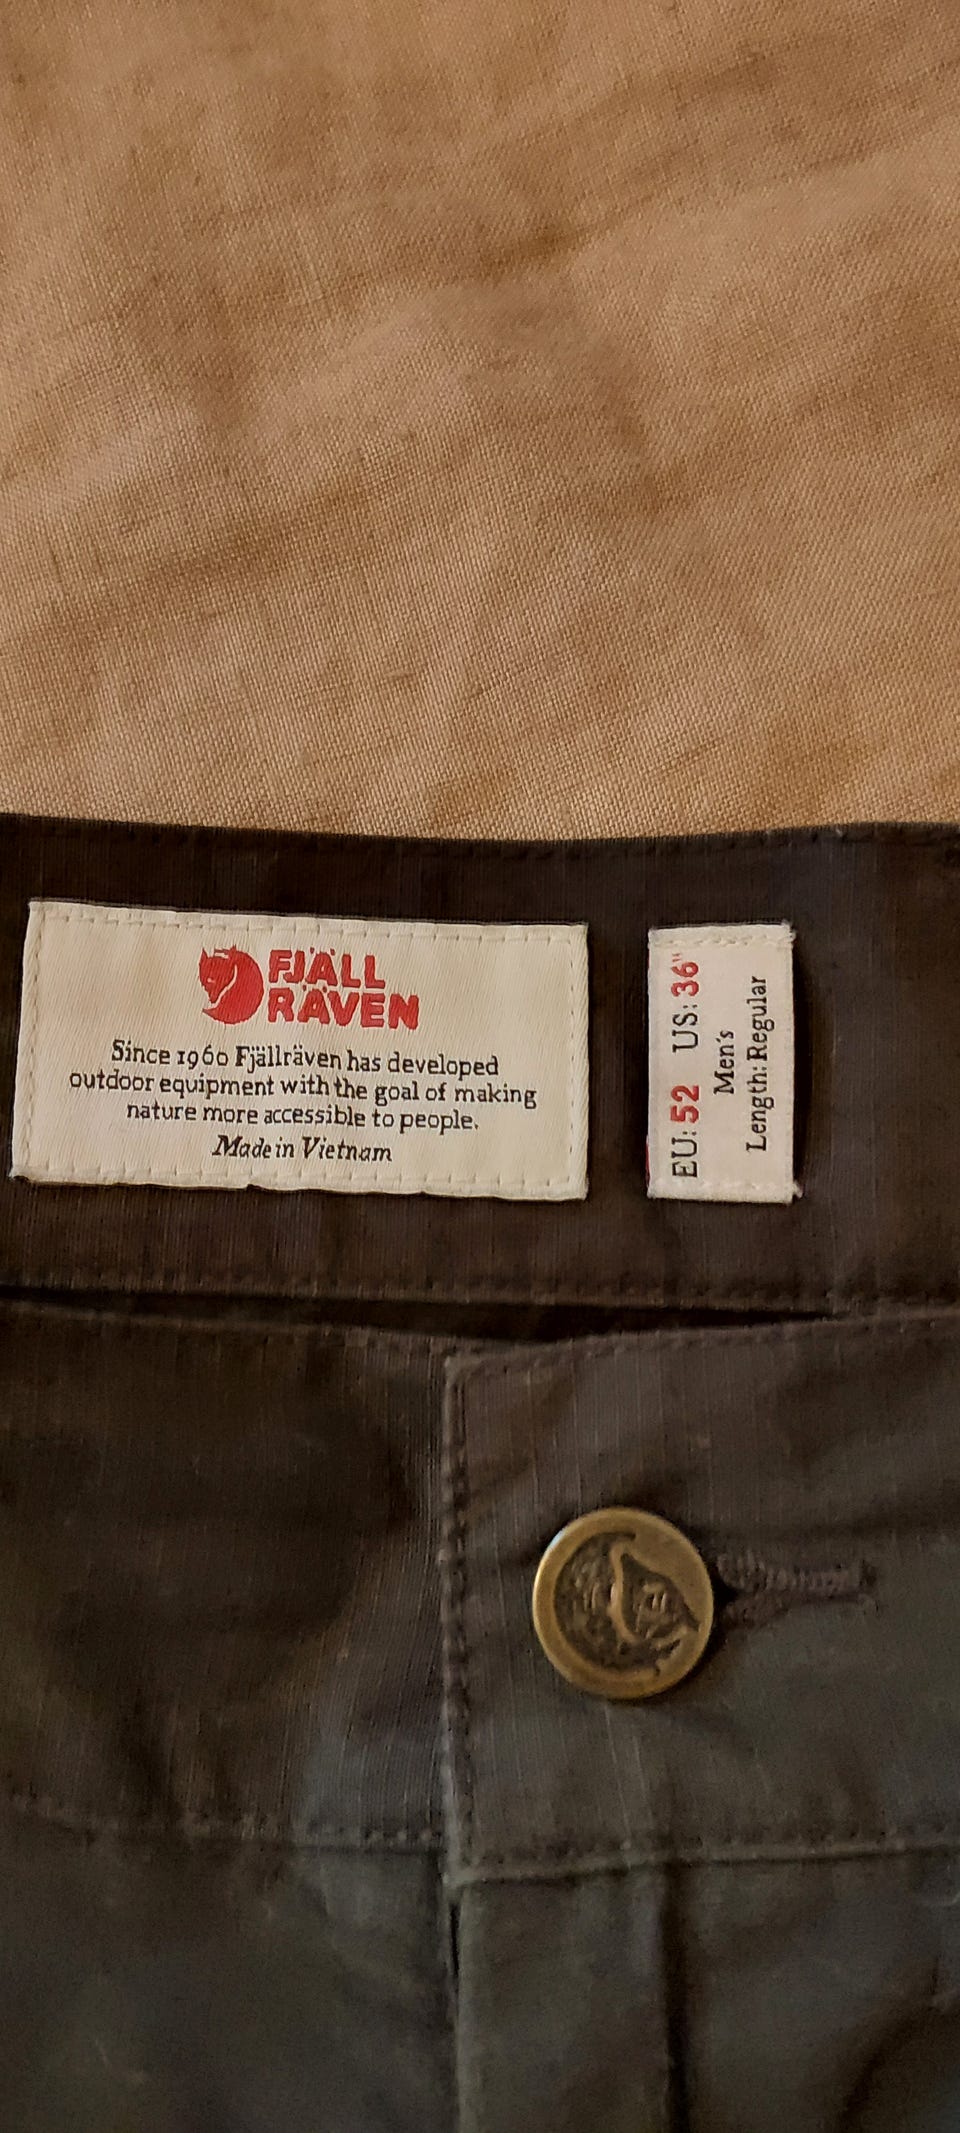 FJÄLL
RÄVEN
Since 1960 Fjällräven has developed
outdoor equipment with the goal of making
nature more accessible to people.
Made in Vietnam
EU: 52 US: 36"
Men's
Length: Regular